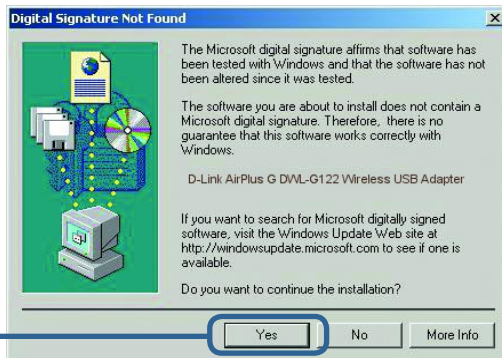 Digital Signature Not Found
The Microsoft digital signature affirms that software has
been tested with Windows and that the software has not
been altered since it was tested.
The software you are about to install does not contain a
Microsoft digital signature. Therefore, there is no
guarantee that this software works correctly with
Windows.
D-Link AirPlus G DWL-G122 Wireless USB Adapter
If you want to search for Microsoft digitally signed
software, visit the Windows Update Web site at
http://windowsupdate.microsoft.com to see if one is
available.
Do you want to continue the installation?
Yes No More Info